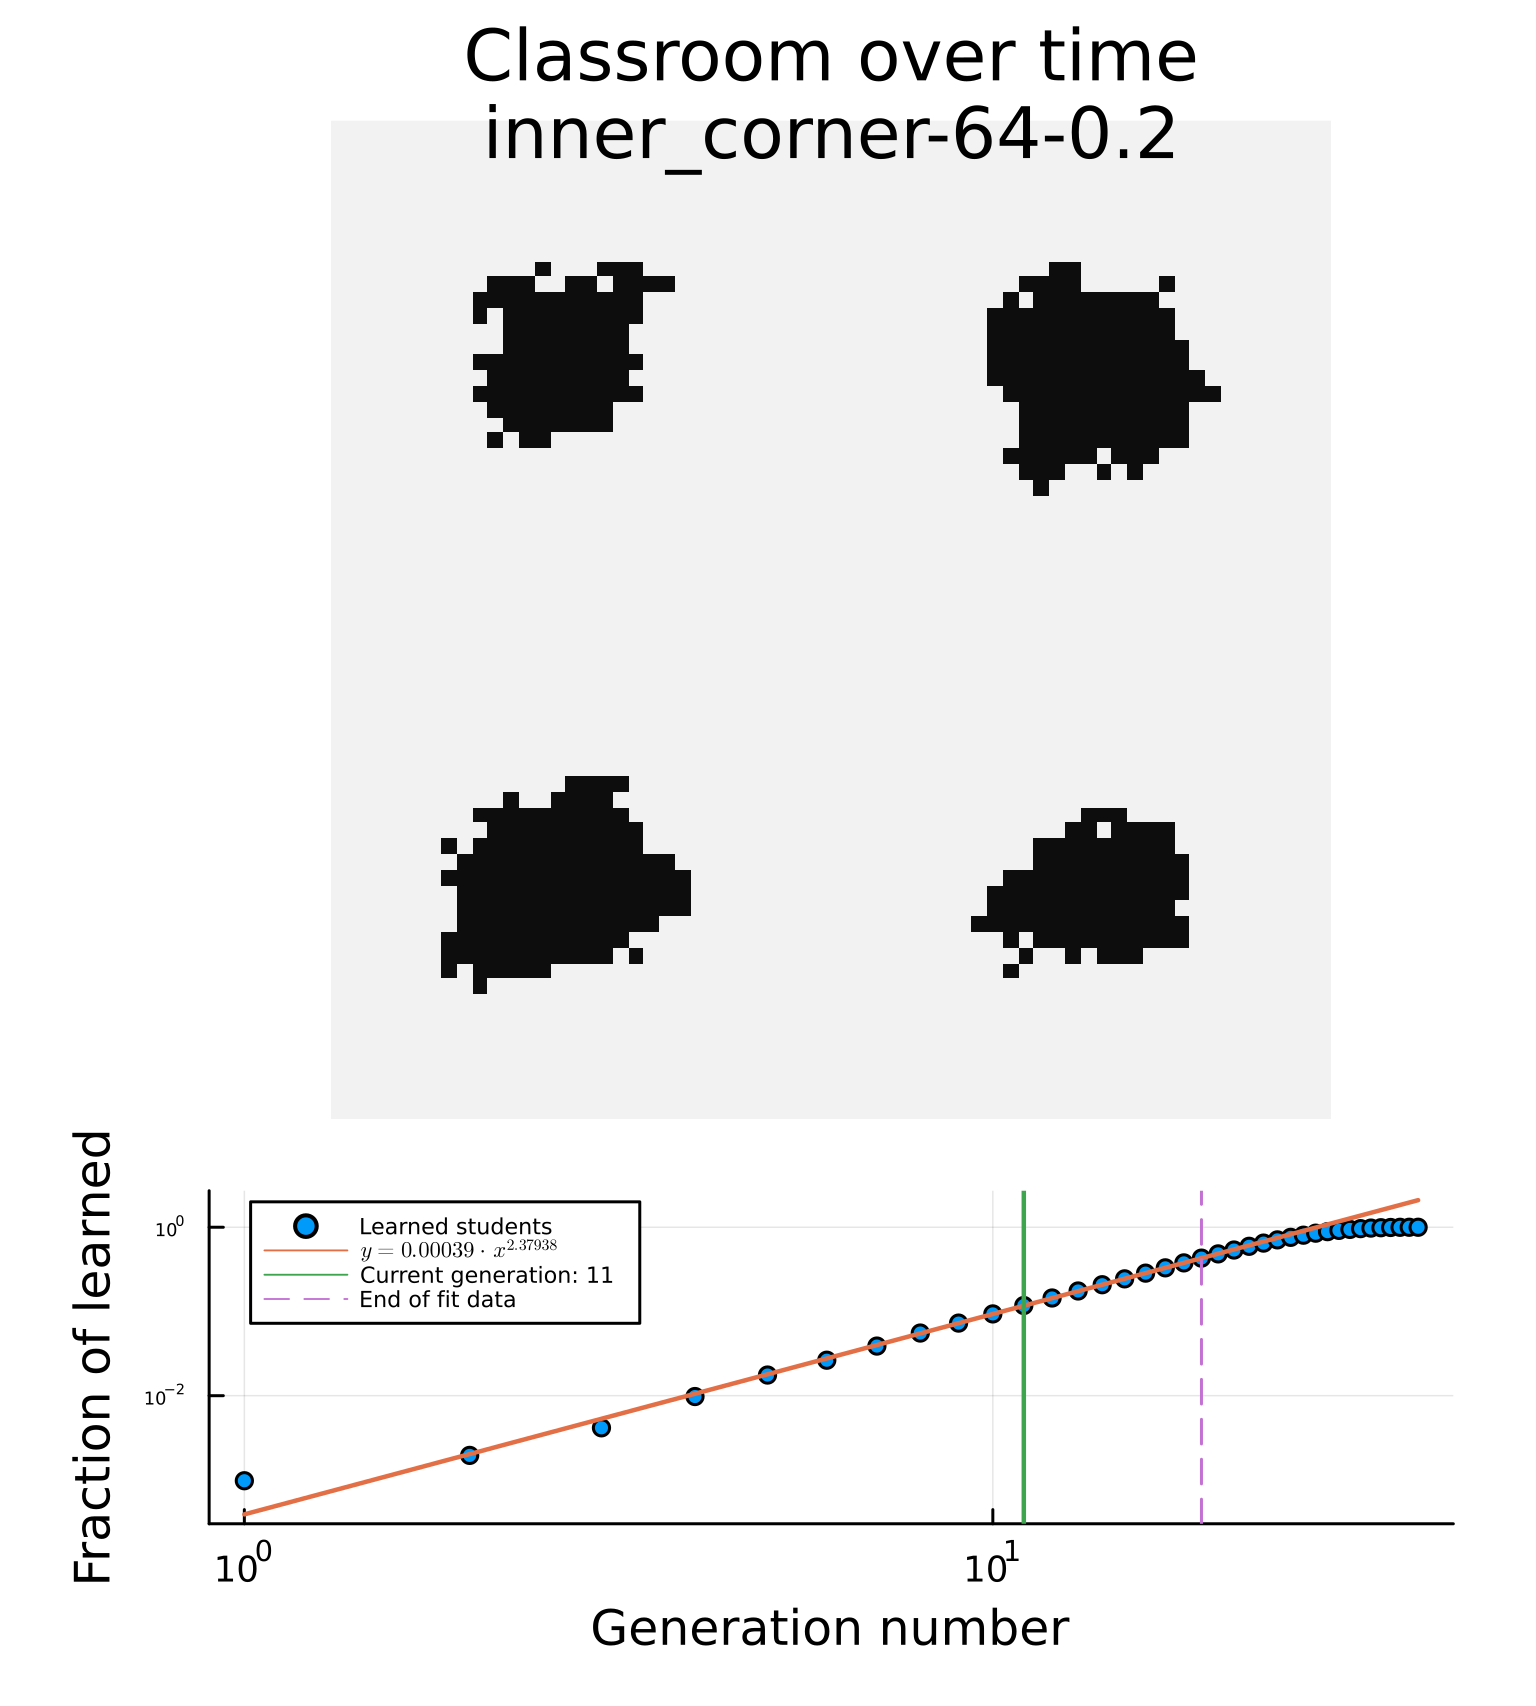 Classroom over time
inner_corner-64-0.2
Fraction of learned
10⁰
10⁻²
Learned students
y = 0.00039 · x^2.37938
Current generation: 11
End of fit data
10⁰
10¹
Generation number